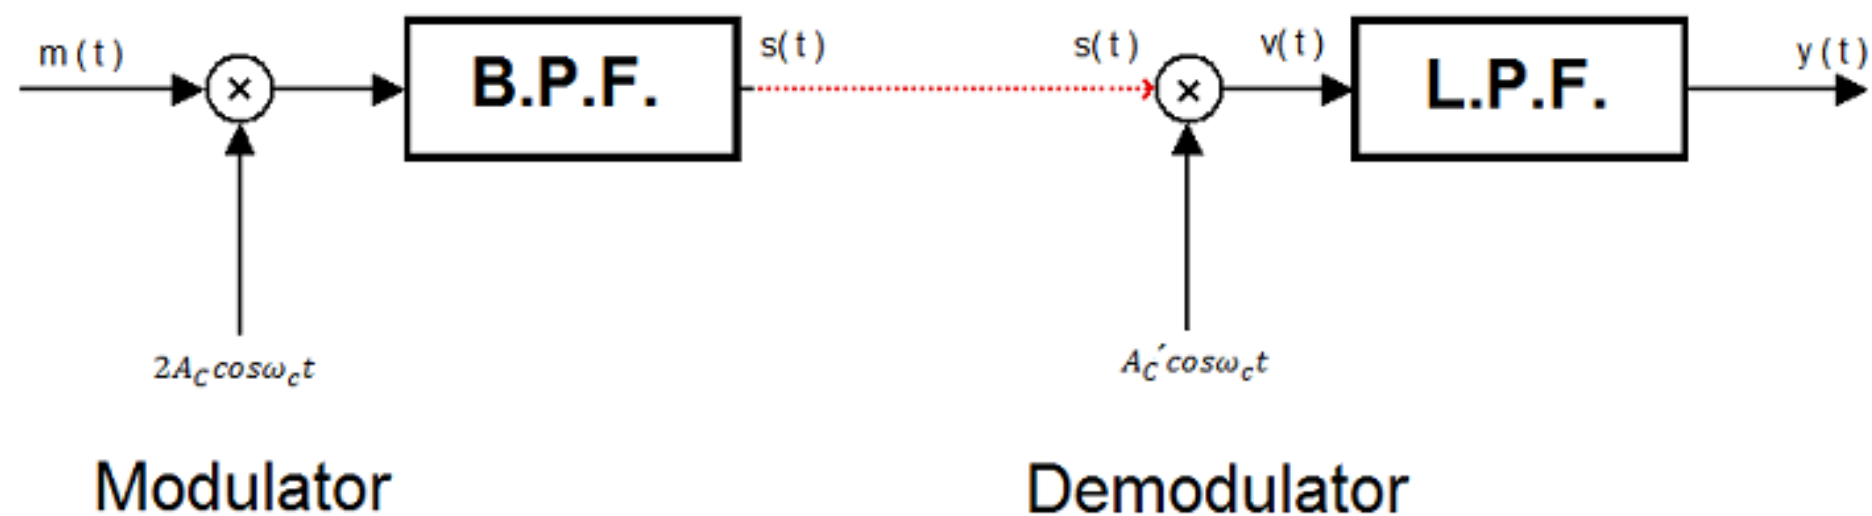 m(t) × B.P.F. s(t) s(t) × v(t) L.P.F. y(t)
2A_C cosω_c t A_C´cosω_c t
Modulator Demodulator